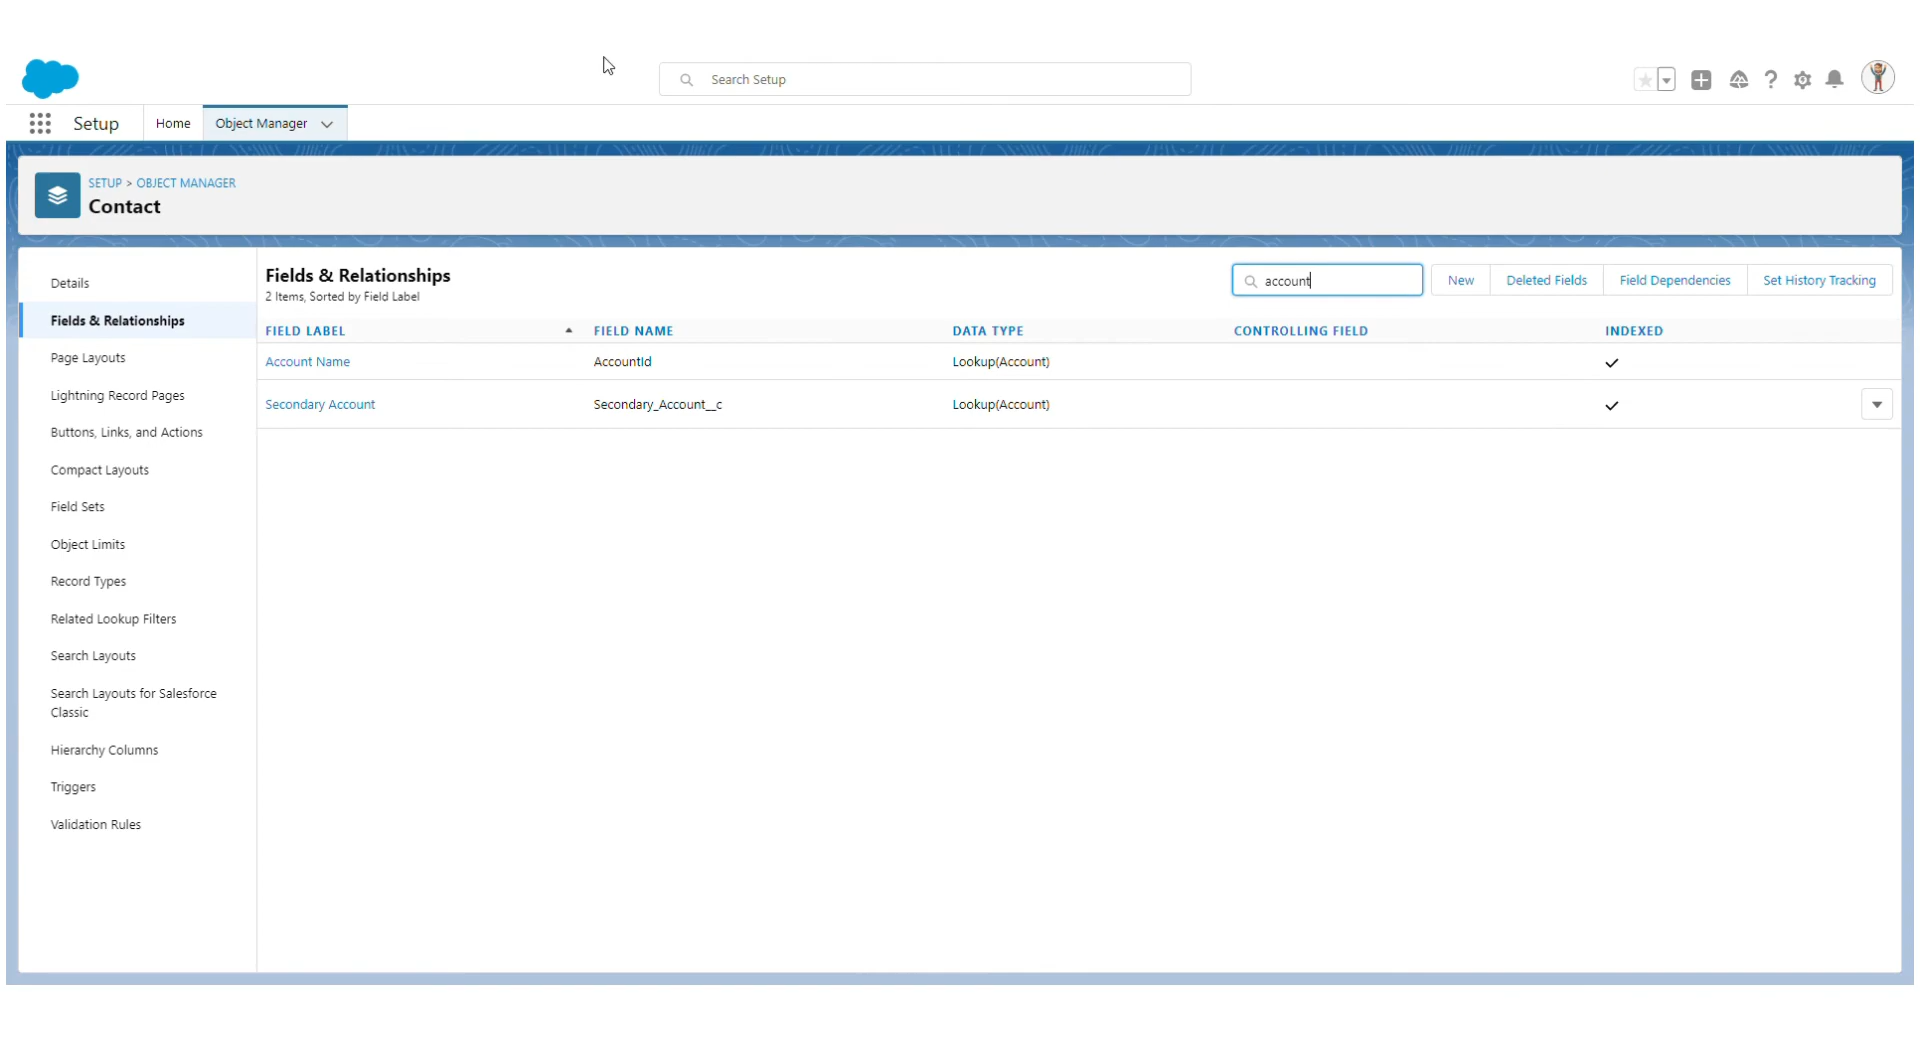 Search Setup
Setup
Home
Object Manager
SETUP > OBJECT MANAGER
Contact
Details
Fields & Relationships
Page Layouts
Lightning Record Pages
Buttons, Links, and Actions
Compact Layouts
Field Sets
Object Limits
Record Types
Related Lookup Filters
Search Layouts
Search Layouts for Salesforce
Classic
Hierarchy Columns
Triggers
Validation Rules
Fields & Relationships
2 Items, Sorted by Field Label
account
New
Deleted Fields
Field Dependencies
Set History Tracking
FIELD LABEL FIELD NAME DATA TYPE CONTROLLING FIELD INDEXED
Account Name AccountId Lookup(Account)
Secondary Account Secondary_Account__c Lookup(Account)